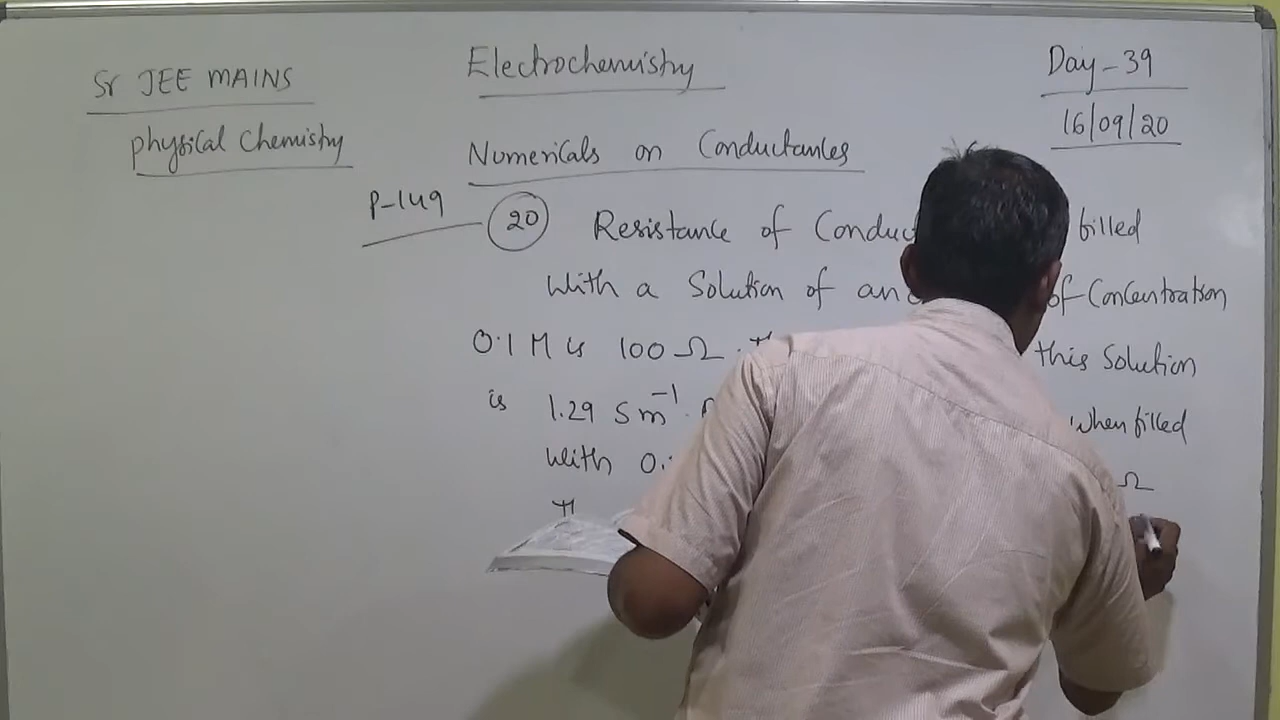 Sr JEE MAINS
Electrochemistry
Day-39
physical Chemistry
16/09/20
Numericals on Conductances
P-149
20 Resistance of filled
With a Solution of an of Concentration
0.1 M is 100 Ω. this Solution
is 1.29 S m⁻¹. When filled
with Ω